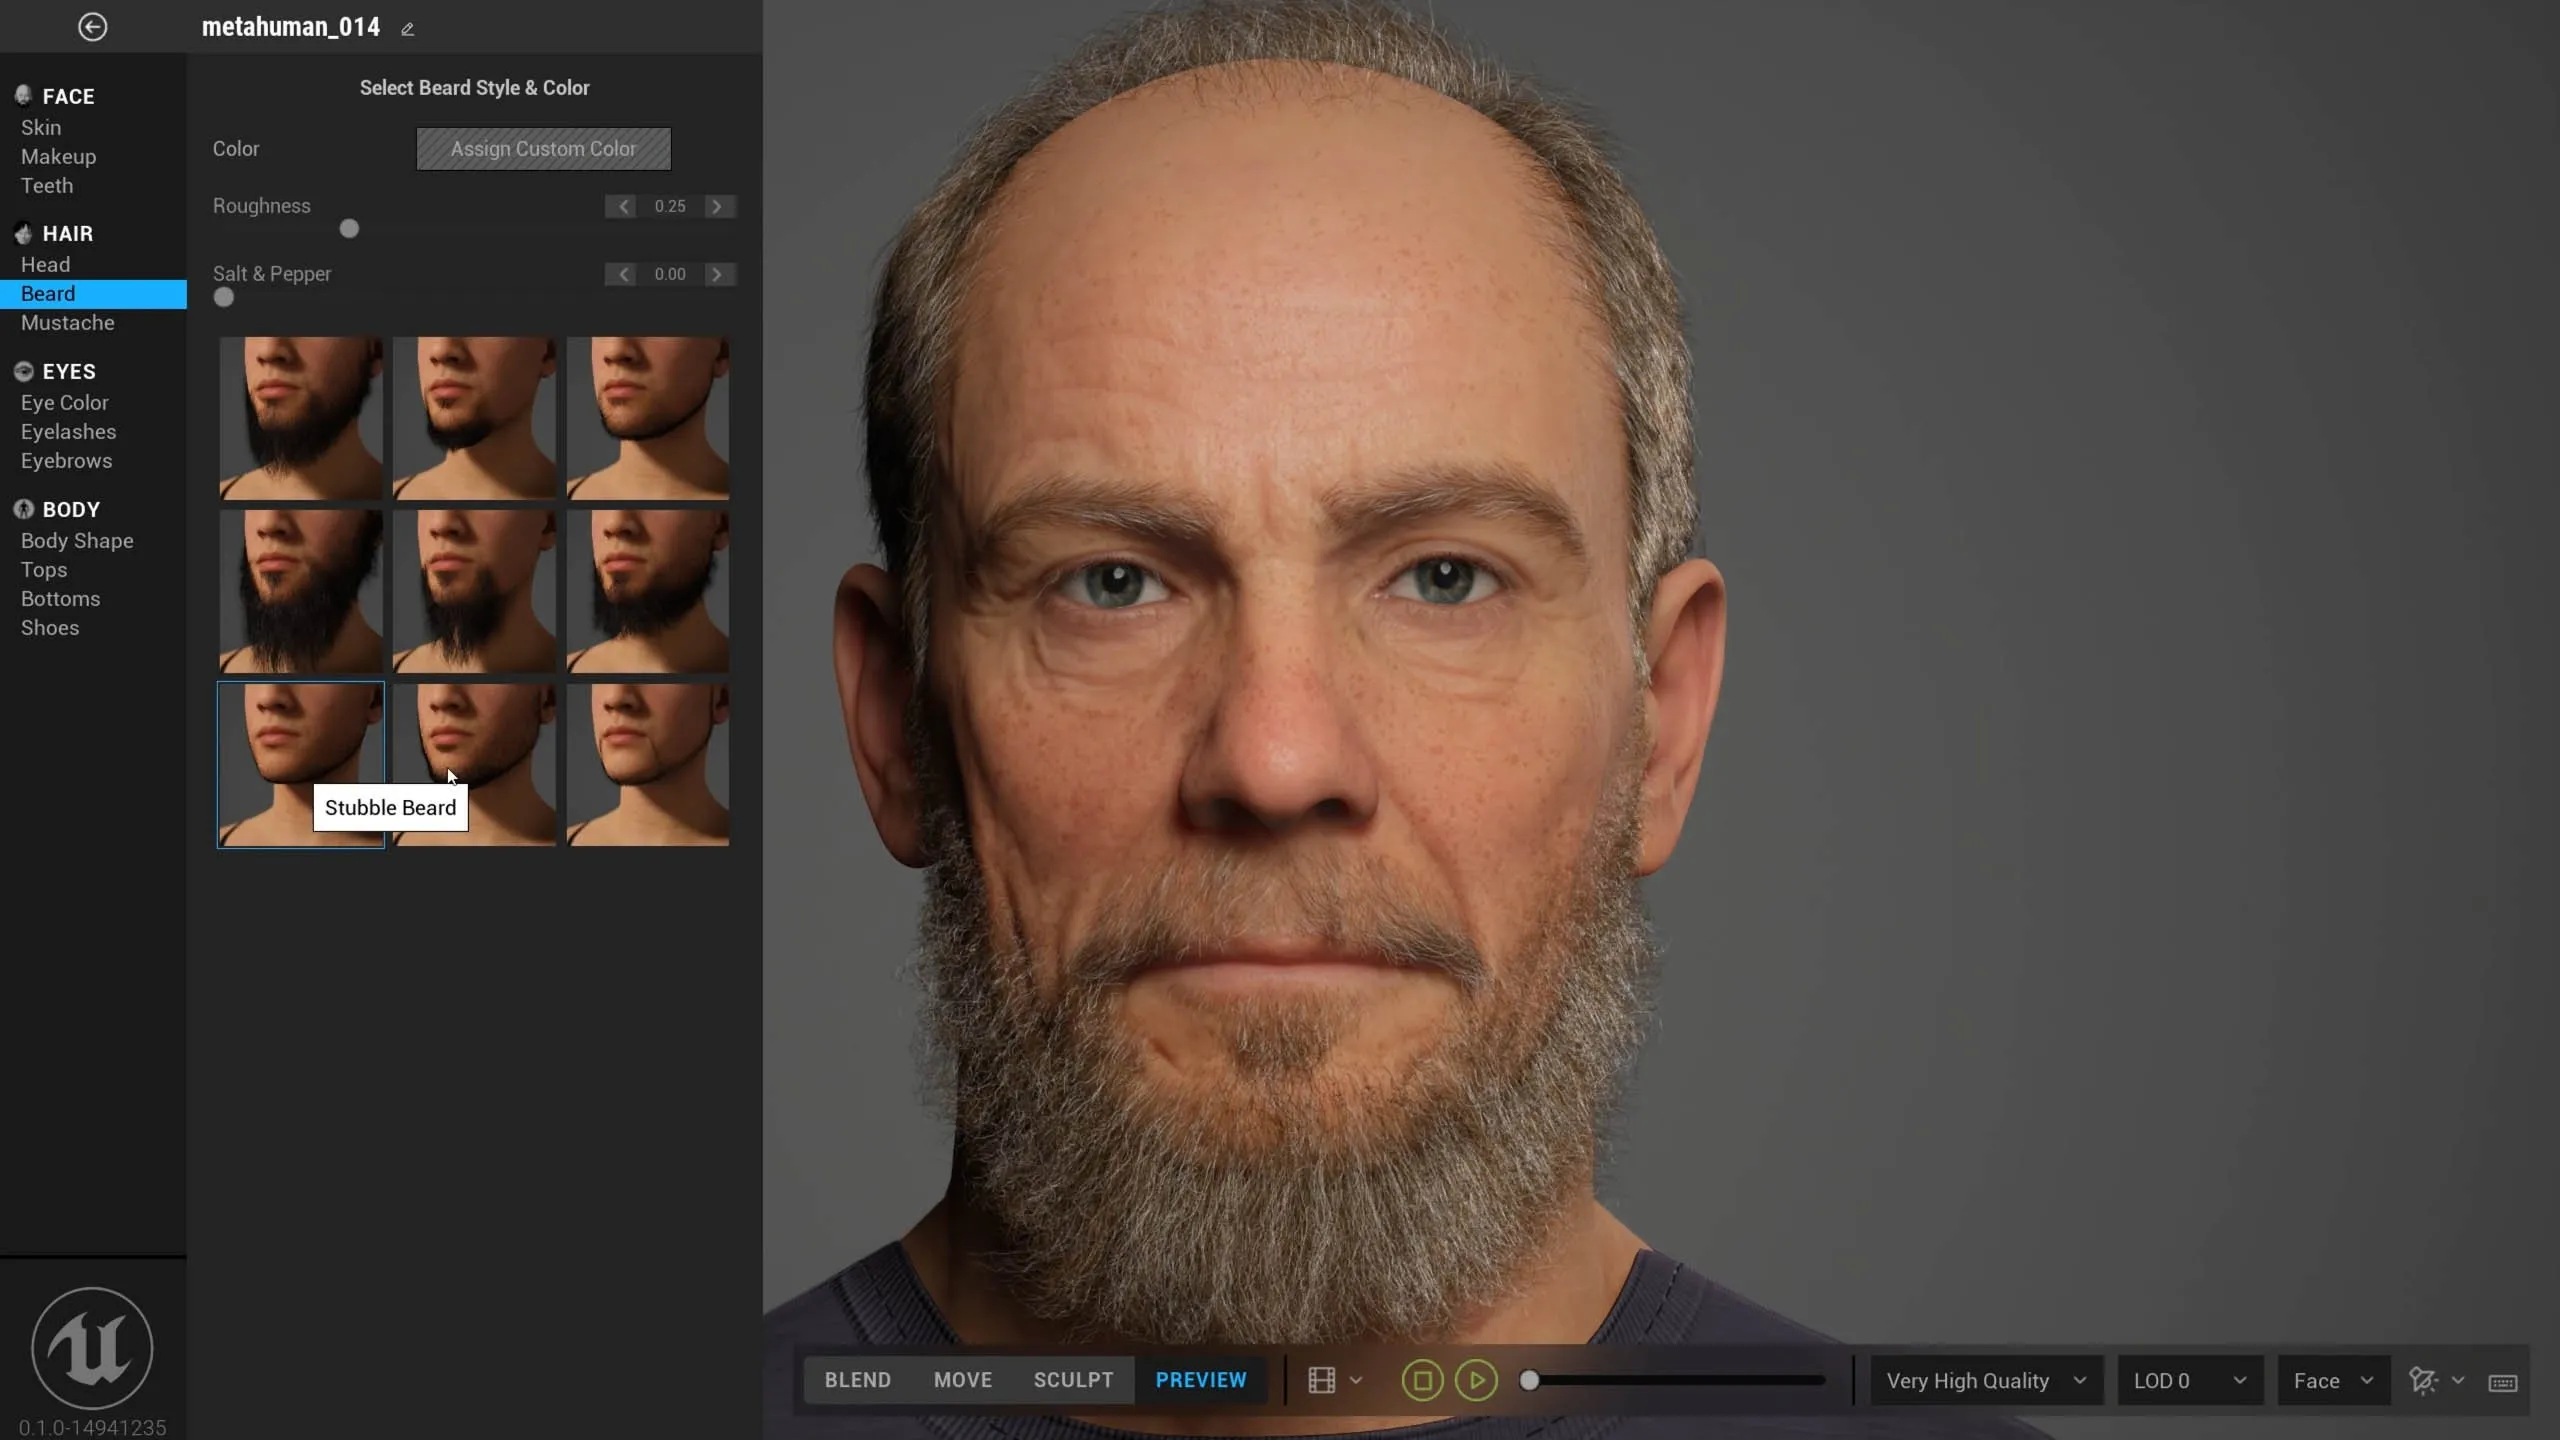 metahuman_014
FACE
Skin
Makeup
Teeth
HAIR
Head
Beard
Mustache
EYES
Eye Color
Eyelashes
Eyebrows
BODY
Body Shape
Tops
Bottoms
Shoes
0.1.0-14941235
Select Beard Style & Color
Color
Assign Custom Color
Roughness
0.25
Salt & Pepper
0.00
Stubble Beard
BLEND
MOVE
SCULPT
PREVIEW
Very High Quality
LOD 0
Face